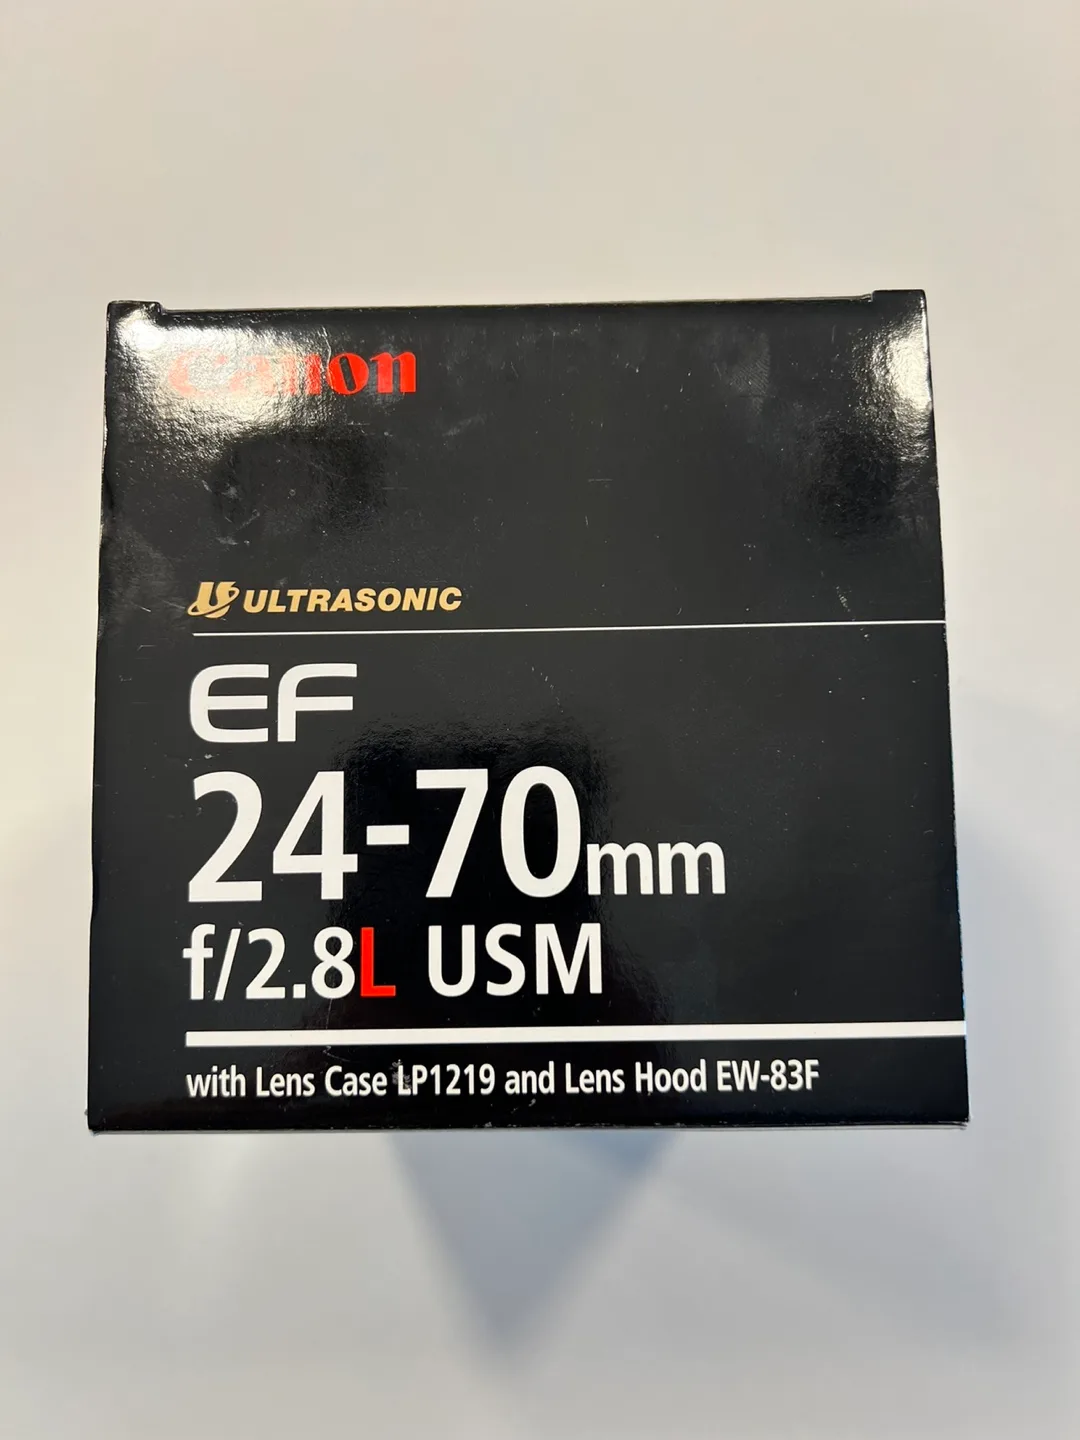 Canon
ULTRASONIC
EF
24-70mm
f/2.8L USM
with Lens Case LP1219 and Lens Hood EW-83F